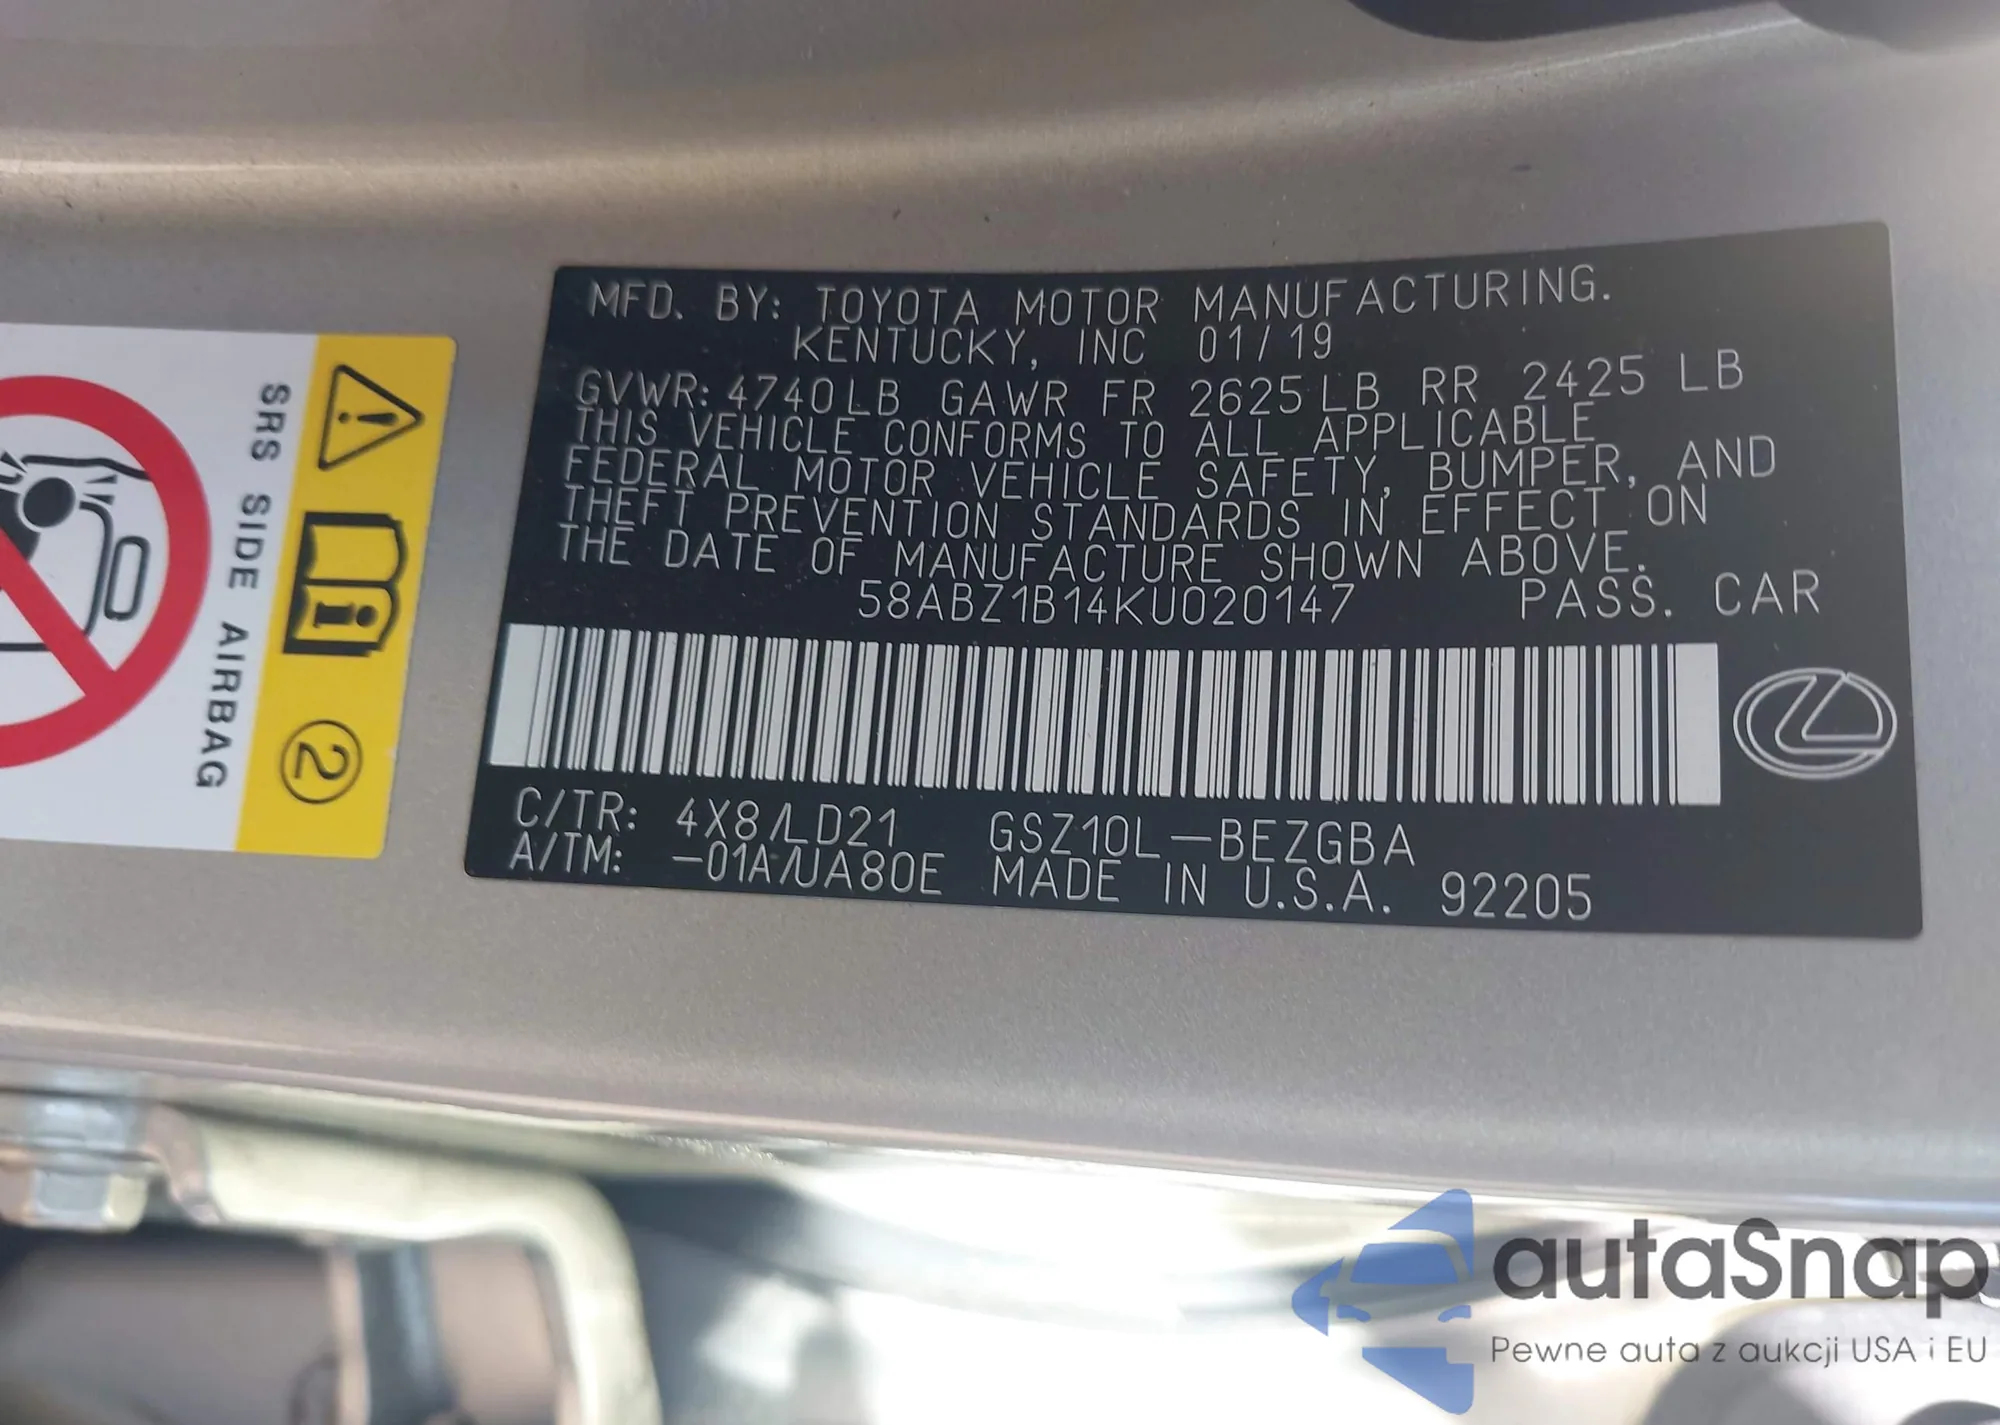 MFD. BY: TOYOTA MOTOR MANUFACTURING.
KENTUCKY, INC 01/19
GVWR: 4740LB GAWR FR 2625LB RR 2425 LB
THIS VEHICLE CONFORMS TO ALL APPLICABLE
FEDERAL MOTOR VEHICLE SAFETY, BUMPER, AND
THEFT PREVENTION STANDARDS IN EFFECT ON
THE DATE OF MANUFACTURE SHOWN ABOVE.
58ABZ1B14KU020147 PASS. CAR
C/TR: 4X8/LD21 GSZ10L-BEZGBA
A/TM: -01A/UA80E MADE IN U.S.A. 92205
SRS SIDE AIRBAG
2
autaSnap
Pewne auta z aukcji USA i EU